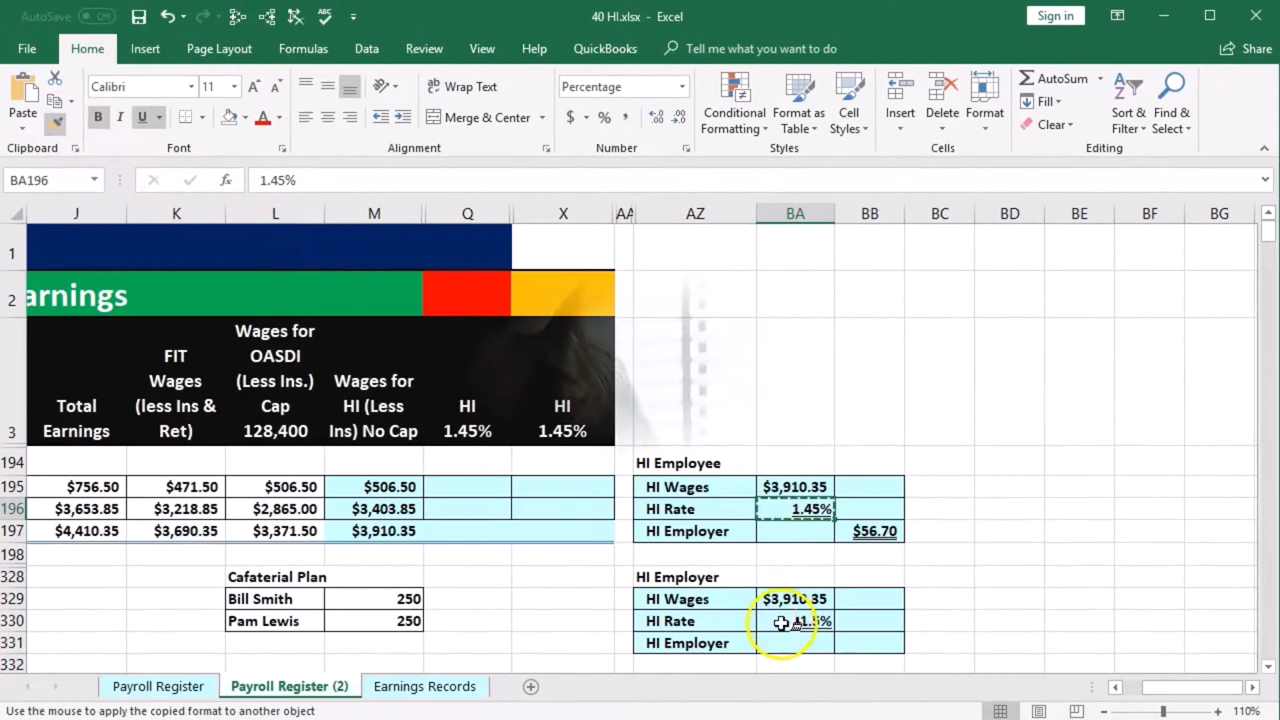 AutoSave Off
40 HI.xlsx - Excel
Sign in
File Home Insert Page Layout Formulas Data Review View Help QuickBooks Tell me what you want to do Share
Paste
Calibri 11
Wrap Text
Percentage
Merge & Center
Conditional Formatting
Format as Table
Cell Styles
Insert Delete Format
AutoSum
Fill
Clear
Sort & Filter
Find & Select
Clipboard Font Alignment Number Styles Cells Editing
BA196 fx 1.45%
J K L M Q X AA AZ BA BB BC BD BE BF BG
1
2 arnings
3
Total Earnings
FIT Wages (less Ins & Ret)
Wages for OASDI (Less Ins.) Cap 128,400
Wages for HI (Less Ins) No Cap
HI 1.45%
HI 1.45%
194 HI Employee
195 $756.50 $471.50 $506.50 $506.50 HI Wages $3,910.35
196 $3,653.85 $3,218.85 $2,865.00 $3,403.85 HI Rate 1.45%
197 $4,410.35 $3,690.35 $3,371.50 $3,910.35 HI Employer $56.70
198
328 Cafaterial Plan HI Employer
329 Bill Smith 250 HI Wages $3,910.35
330 Pam Lewis 250 HI Rate
331 HI Employer
332
Payroll Register Payroll Register (2) Earnings Records
Use the mouse to apply the copied format to another object
110%